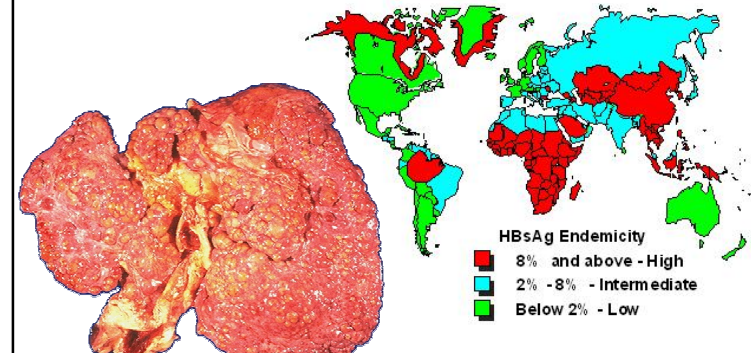 HBsAg Endemicity
8% and above - High
2% - 8% - Intermediate
Below 2% - Low